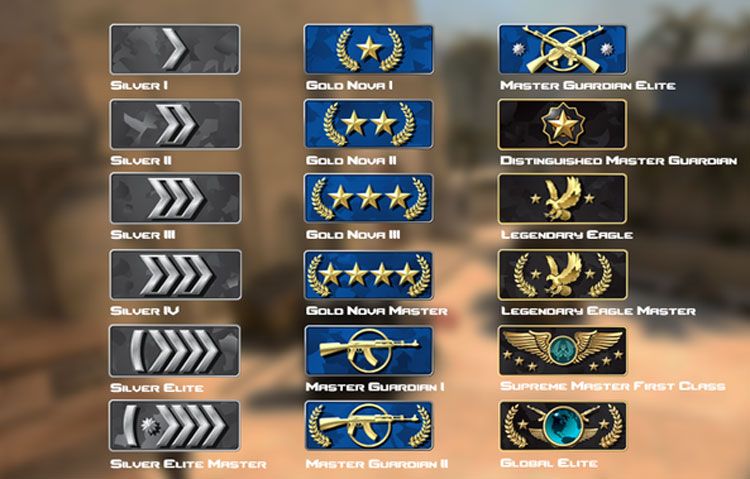 Silver I
Silver II
Silver III
Silver IV
Silver Elite
Silver Elite Master
Gold Nova I
Gold Nova II
Gold Nova III
Gold Nova Master
Master Guardian I
Master Guardian II
Master Guardian Elite
Distinguished Master Guardian
Legendary Eagle
Legendary Eagle Master
Supreme Master First Class
Global Elite